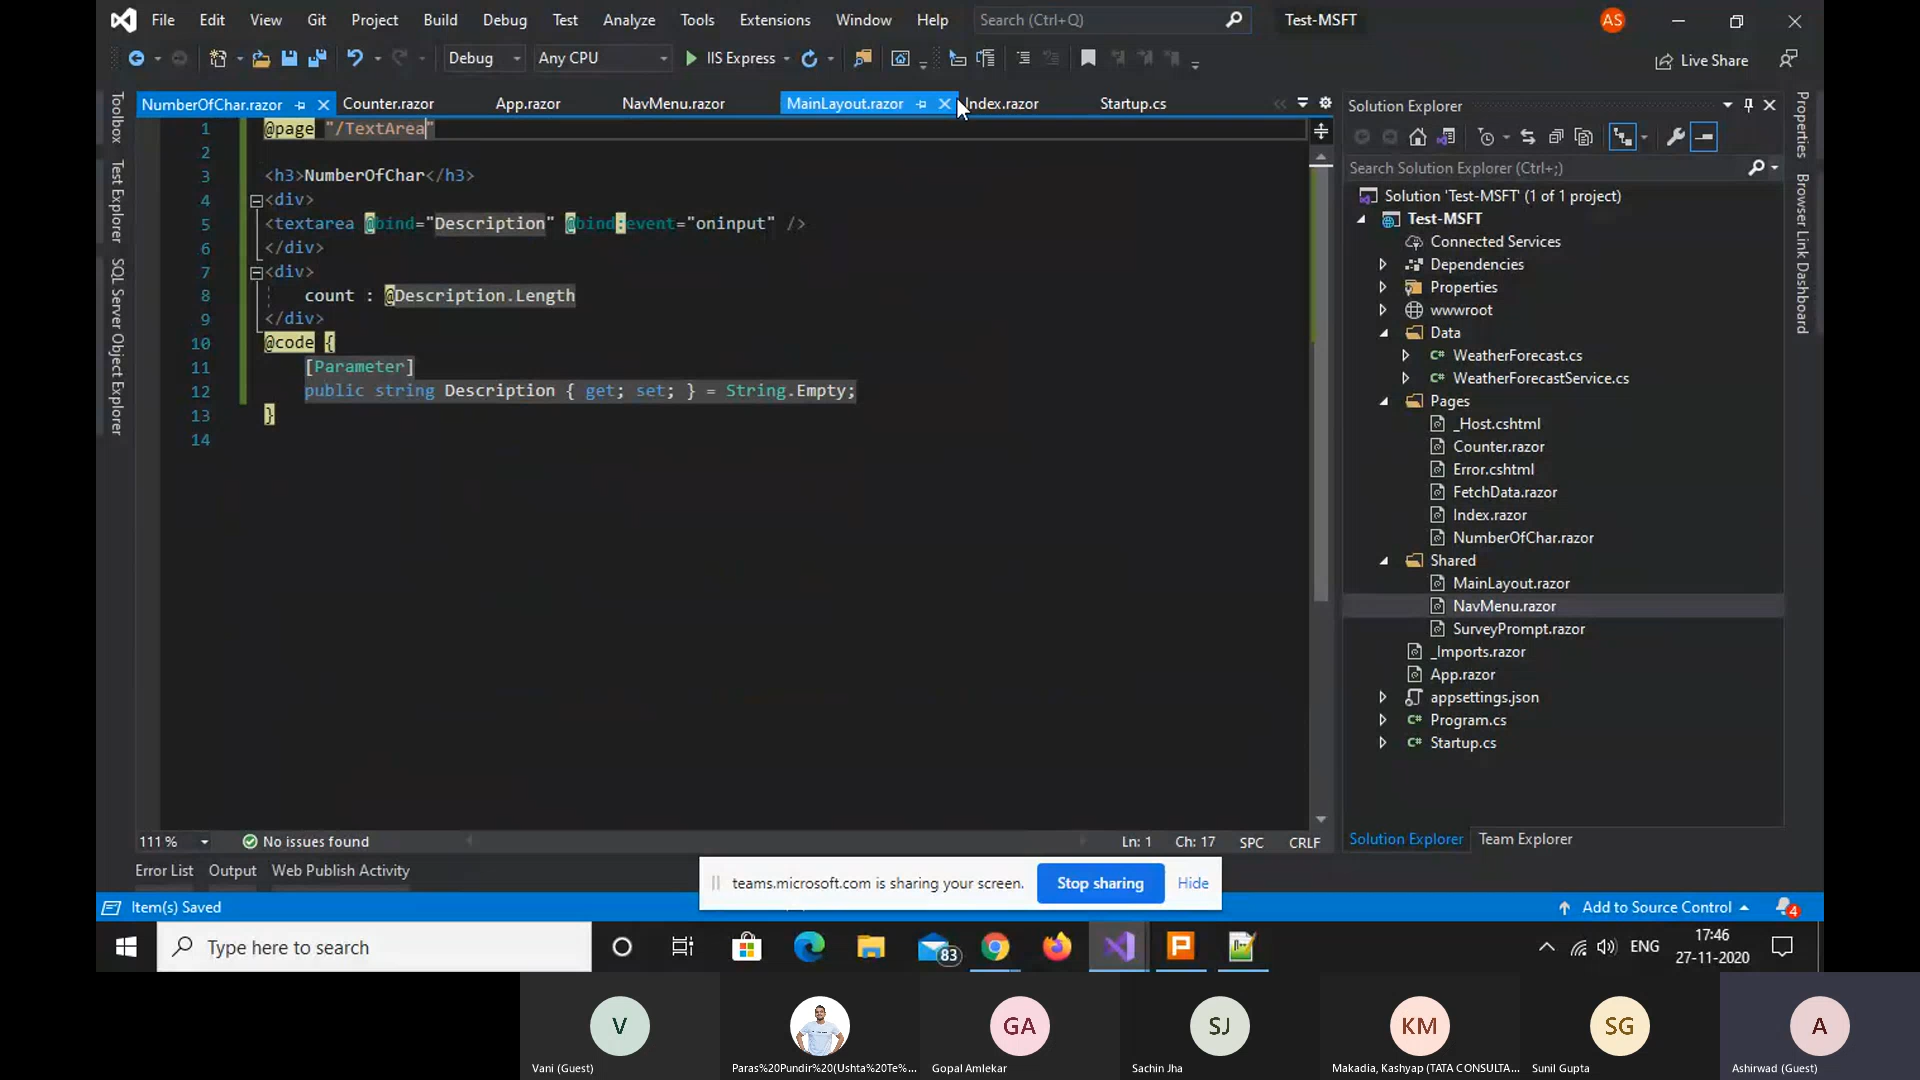 File Edit View Git Project Build Debug Test Analyze Tools Extensions Window Help Search (Ctrl+Q) Test-MSFT AS
Debug Any CPU IIS Express Live Share
NumberOfChar.razor Counter.razor App.razor NavMenu.razor MainLayout.razor Index.razor Startup.cs
Toolbox
Test Explorer
SQL Server Object Explorer
1 @page "/TextArea"
2
3 <h3>NumberOfChar</h3>
4 <div>
5 <textarea @bind="Description" @bind:event="oninput" />
6 </div>
7 <div>
8 count : @Description.Length
9 </div>
10 @code {
11 [Parameter]
12 public string Description { get; set; } = String.Empty;
13 }
14
111 % No issues found Ln: 1 Ch: 17 SPC CRLF
Solution Explorer
Search Solution Explorer (Ctrl+;)
Solution 'Test-MSFT' (1 of 1 project)
Test-MSFT
Connected Services
Dependencies
Properties
wwwroot
Data
WeatherForecast.cs
WeatherForecastService.cs
Pages
_Host.cshtml
Counter.razor
Error.cshtml
FetchData.razor
Index.razor
NumberOfChar.razor
Shared
MainLayout.razor
NavMenu.razor
SurveyPrompt.razor
_Imports.razor
App.razor
appsettings.json
Program.cs
Startup.cs
Solution Explorer Team Explorer
Properties
Browser Link Dashboard
Error List Output Web Publish Activity
teams.microsoft.com is sharing your screen. Stop sharing Hide
Item(s) Saved Add to Source Control 4
Type here to search 83 ENG 17:46
27-11-2020
V GA SJ KM SG A
Vani (Guest) Paras%20Pundir%20(Ushta%20Te%... Gopal Amlekar Sachin Jha Makadia, Kashyap (TATA CONSULTA... Sunil Gupta Ashirwad (Guest)